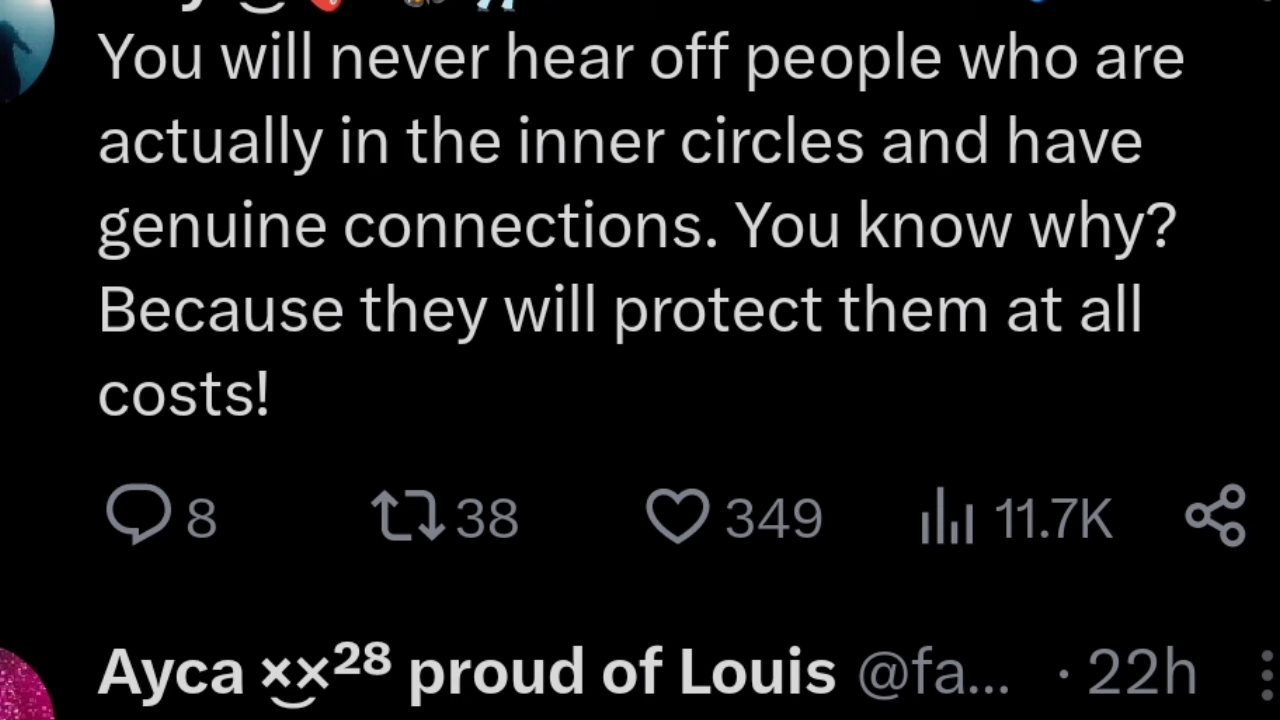 You will never hear off people who are
actually in the inner circles and have
genuine connections. You know why?
Because they will protect them at all
costs!
8 38 349 11.7K
Ayca ×͜×²⁸ proud of Louis @fa... · 22h